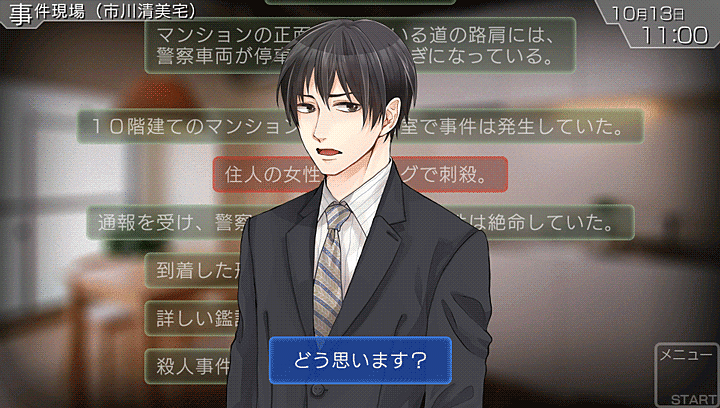 事件現場（市川清美宅）
10月13日
11:00
マンションの正面 いる道の路肩には、
警察車両が停車 ぎになっている。
１０階建てのマンション 室で事件は発生していた。
住人の女性 グで刺殺。
通報を受け、警察 は絶命していた。
到着した
詳しい鑑
殺人事件
どう思います？
メニュー
START